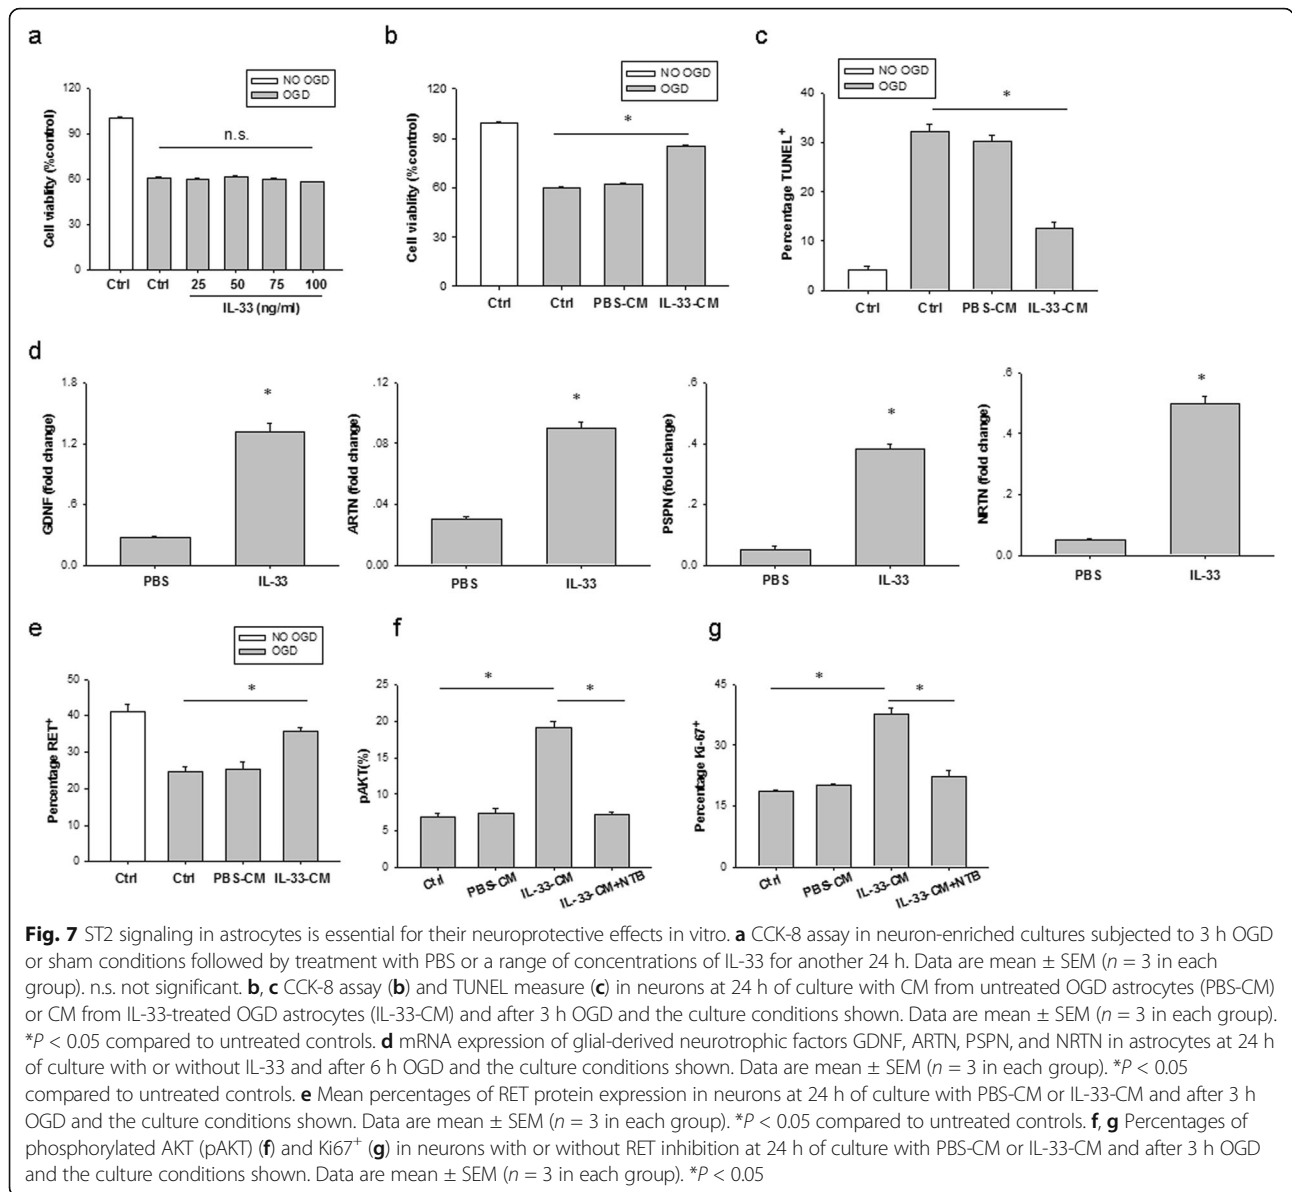 a
NO OGD
OGD
Cell viablity (%control)
120
90
60
30
0
n.s.
Ctrl Ctrl 25 50 75 100
IL-33 (ng/ml)
b
NO OGD
OGD
Cell viablity (%control)
120
90
60
30
0
*
Ctrl Ctrl PBS-CM IL-33-CM
c
NO OGD
OGD
Percentage TUNEL+
40
30
20
10
0
*
Ctrl Ctrl PBS-CM IL-33-CM
d
GDNF (fold change)
1.8
1.2
.6
0.0
*
PBS IL-33
ARTN (fold change)
.12
.08
.04
0.00
*
PBS IL-33
PSPN (fold change)
.6
.4
.2
0.0
*
PBS IL-33
NRTN (fold change)
.6
.4
.2
0.0
*
PBS IL-33
e
NO OGD
OGD
Percentage RET+
50
40
30
20
10
0
*
Ctrl Ctrl PBS-CM IL-33-CM
f
pAKT(%)
25
20
15
10
5
0
* *
Ctrl PBS-CM IL-33-CM IL-33-CM+NTB
g
Percentage Ki-67+
45
30
15
0
* *
Ctrl PBS-CM IL-33-CM IL-33-CM+NTB
Fig. 7 ST2 signaling in astrocytes is essential for their neuroprotective effects in vitro. a CCK-8 assay in neuron-enriched cultures subjected to 3 h OGD
or sham conditions followed by treatment with PBS or a range of concentrations of IL-33 for another 24 h. Data are mean ± SEM (n = 3 in each
group). n.s. not significant. b, c CCK-8 assay (b) and TUNEL measure (c) in neurons at 24 h of culture with CM from untreated OGD astrocytes (PBS-CM)
or CM from IL-33-treated OGD astrocytes (IL-33-CM) and after 3 h OGD and the culture conditions shown. Data are mean ± SEM (n = 3 in each group).
*P < 0.05 compared to untreated controls. d mRNA expression of glial-derived neurotrophic factors GDNF, ARTN, PSPN, and NRTN in astrocytes at 24 h
of culture with or without IL-33 and after 6 h OGD and the culture conditions shown. Data are mean ± SEM (n = 3 in each group). *P < 0.05
compared to untreated controls. e Mean percentages of RET protein expression in neurons at 24 h of culture with PBS-CM or IL-33-CM and after 3 h
OGD and the culture conditions shown. Data are mean ± SEM (n = 3 in each group). *P < 0.05 compared to untreated controls. f, g Percentages of
phosphorylated AKT (pAKT) (f) and Ki67+ (g) in neurons with or without RET inhibition at 24 h of culture with PBS-CM or IL-33-CM and after 3 h OGD
and the culture conditions shown. Data are mean ± SEM (n = 3 in each group). *P < 0.05